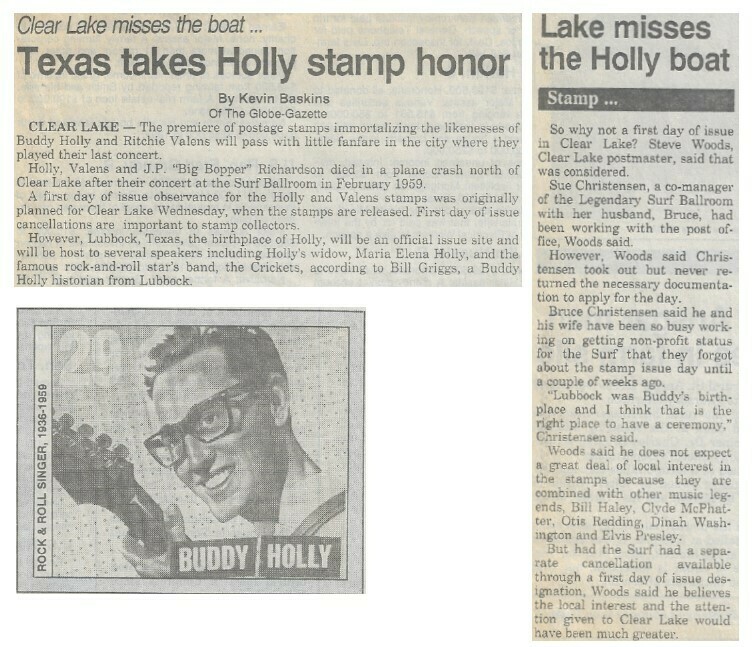 Clear Lake misses the boat ...
Texas takes Holly stamp honor
By Kevin Baskins
Of The Globe-Gazette
CLEAR LAKE — The premiere of postage stamps immortalizing the likenesses of
Buddy Holly and Ritchie Valens will pass with little fanfare in the city where they
played their last concert.
Holly, Valens and J.P. "Big Bopper" Richardson died in a plane crash north of
Clear Lake after their concert at the Surf Ballroom in February 1959.
A first day of issue observance for the Holly and Valens stamps was originally
planned for Clear Lake Wednesday, when the stamps are released. First day of issue
cancellations are important to stamp collectors.
However, Lubbock, Texas, the birthplace of Holly, will be an official issue site and
will be host to several speakers including Holly's widow, Maria Elena Holly, and the
famous rock-and-roll star's band, the Crickets, according to Bill Griggs, a Buddy
Holly historian from Lubbock.
29
ROCK & ROLL SINGER, 1936-1959
BUDDY HOLLY
Lake misses
the Holly boat
Stamp ...
So why not a first day of issue
in Clear Lake? Steve Woods,
Clear Lake postmaster, said that
was considered.
Sue Christensen, a co-manager
of the Legendary Surf Ballroom
with her husband, Bruce, had
been working with the post of-
fice, Woods said.
However, Woods said Chris-
tensen took out but never re-
turned the necessary documenta-
tion to apply for the day.
Bruce Christensen said he and
his wife have been so busy work-
ing on getting non-profit status
for the Surf that they forgot
about the stamp issue day until
a couple of weeks ago.
"Lubbock was Buddy's birth-
place and I think that is the
right place to have a ceremony,"
Christensen said.
Woods said he does not expect
a great deal of local interest in
the stamps because they are
combined with other music leg-
ends, Bill Haley, Clyde McPhat-
ter, Otis Redding, Dinah Wash-
ington and Elvis Presley.
But had the Surf had a sepa-
rate cancellation available
through a first day of issue des-
ignation, Woods said he believes
the local interest and the atten-
tion given to Clear Lake would
have been much greater.